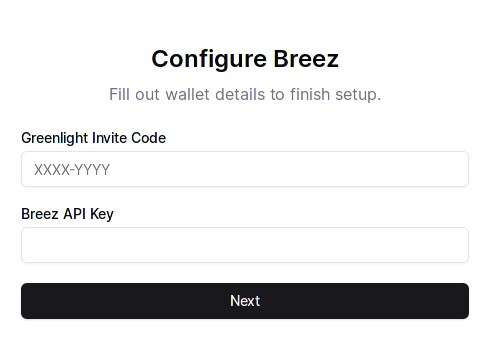 Configure Breez
Fill out wallet details to finish setup.
Greenlight Invite Code
XXXX-YYYY
Breez API Key
Next